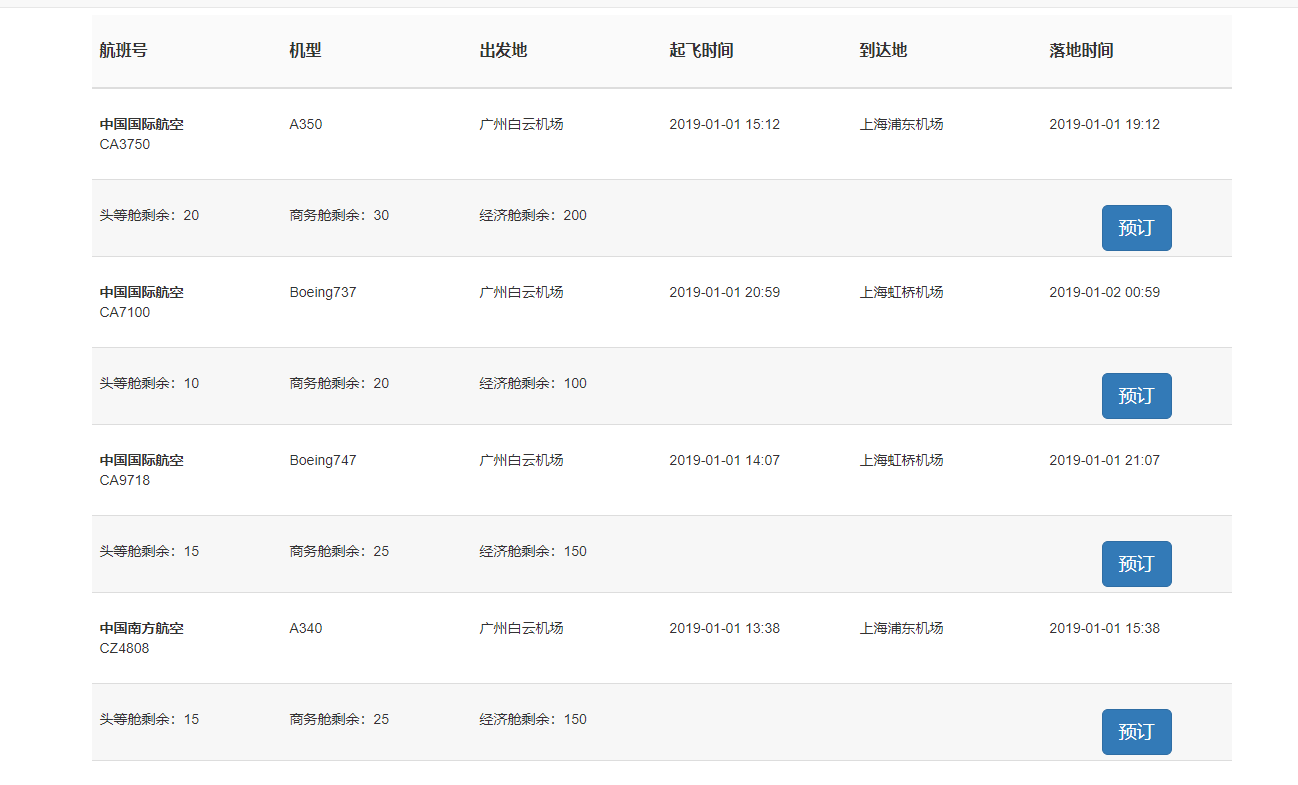 航班号 机型 出发地 起飞时间 到达地 落地时间
中国国际航空 A350 广州白云机场 2019-01-01 15:12 上海浦东机场 2019-01-01 19:12
CA3750
头等舱剩余：20 商务舱剩余：30 经济舱剩余：200 预订
中国国际航空 Boeing737 广州白云机场 2019-01-01 20:59 上海虹桥机场 2019-01-02 00:59
CA7100
头等舱剩余：10 商务舱剩余：20 经济舱剩余：100 预订
中国国际航空 Boeing747 广州白云机场 2019-01-01 14:07 上海虹桥机场 2019-01-01 21:07
CA9718
头等舱剩余：15 商务舱剩余：25 经济舱剩余：150 预订
中国南方航空 A340 广州白云机场 2019-01-01 13:38 上海浦东机场 2019-01-01 15:38
CZ4808
头等舱剩余：15 商务舱剩余：25 经济舱剩余：150 预订